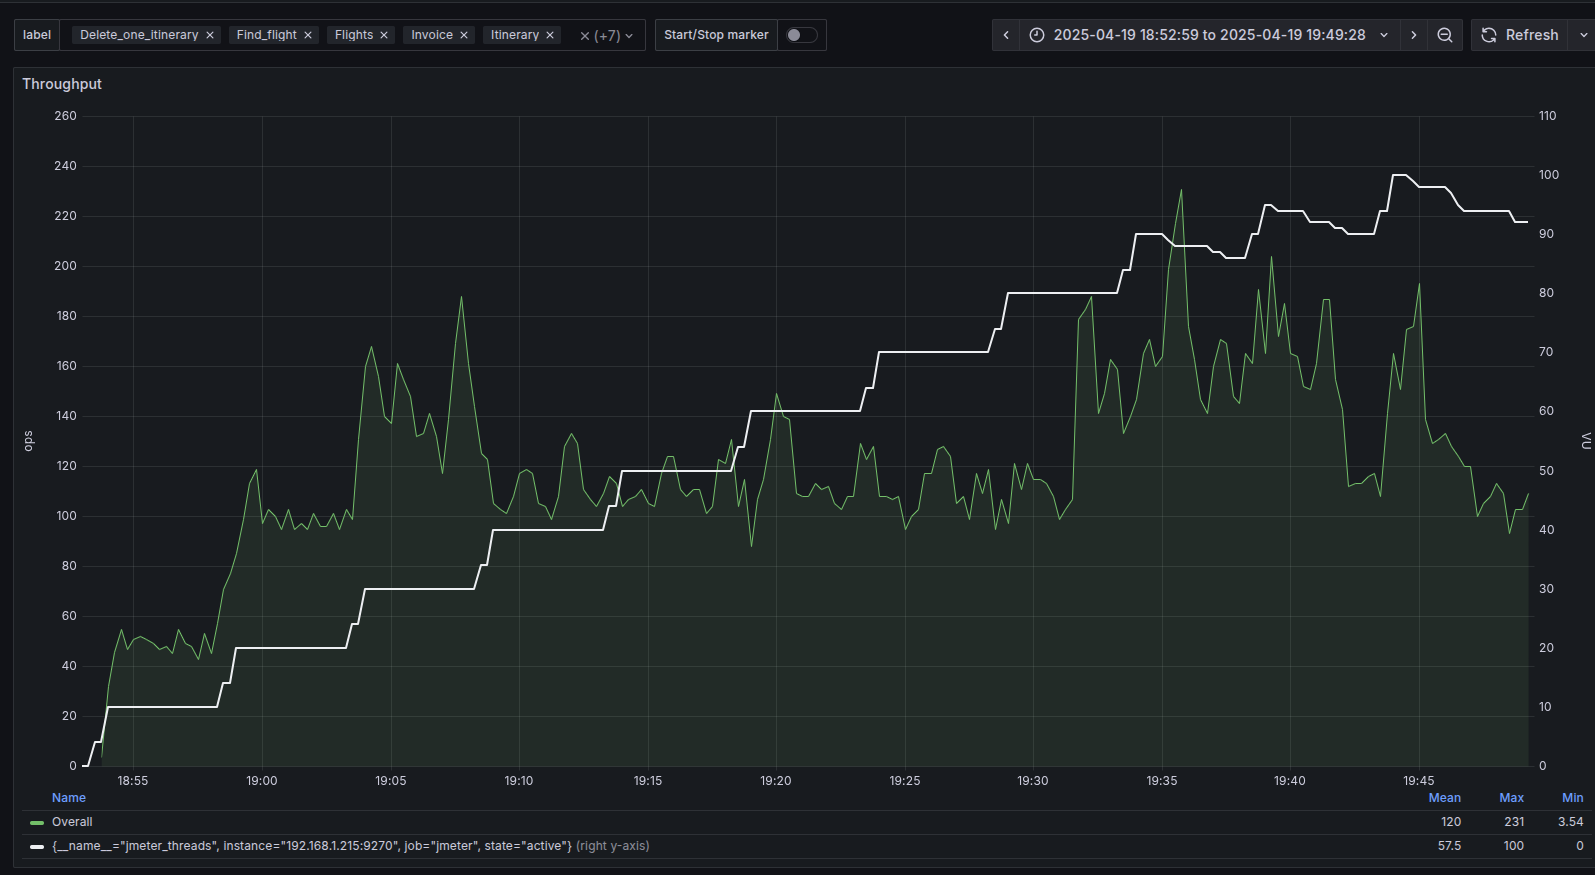 label Delete_one_itinerary × Find_flight × Flights × Invoice × Itinerary × × (+7) Start/Stop marker 2025-04-19 18:52:59 to 2025-04-19 19:49:28 Refresh
Throughput
260 110
240
220 100
200 90
180 80
160 70
140 60
120 50
100 40
80
60 30
40 20
20 10
0 0
ops
VU
18:55 19:00 19:05 19:10 19:15 19:20 19:25 19:30 19:35 19:40 19:45
Name Mean Max Min
Overall 120 231 3.54
{__name__="jmeter_threads", instance="192.168.1.215:9270", job="jmeter", state="active"} (right y-axis) 57.5 100 0